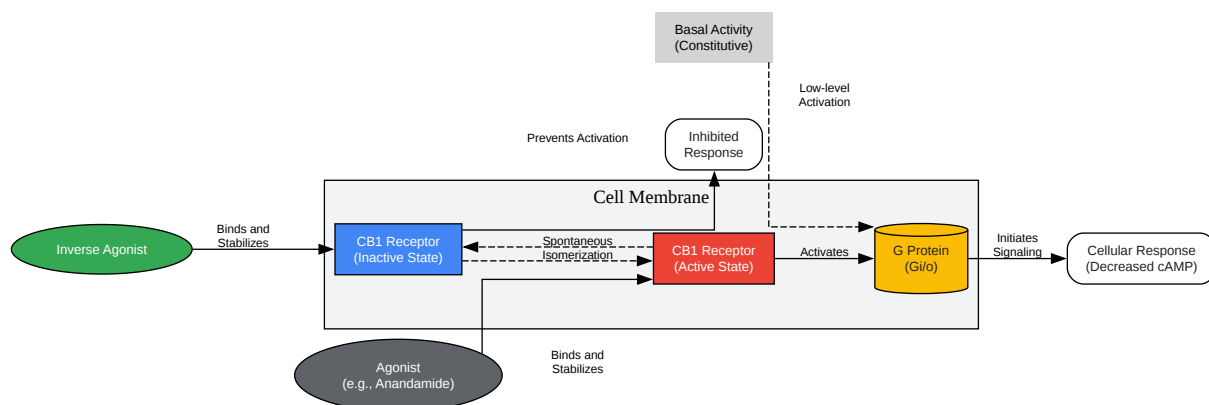 Basal Activity
(Constitutive)
Low-level
Activation
Prevents Activation
Inhibited
Response
Cell Membrane
Inverse Agonist
Binds and
Stabilizes
CB1 Receptor
(Inactive State)
Spontaneous
Isomerization
CB1 Receptor
(Active State)
Activates
G Protein
(Gi/o)
Initiates
Signaling
Cellular Response
(Decreased cAMP)
Agonist
(e.g., Anandamide)
Binds and
Stabilizes